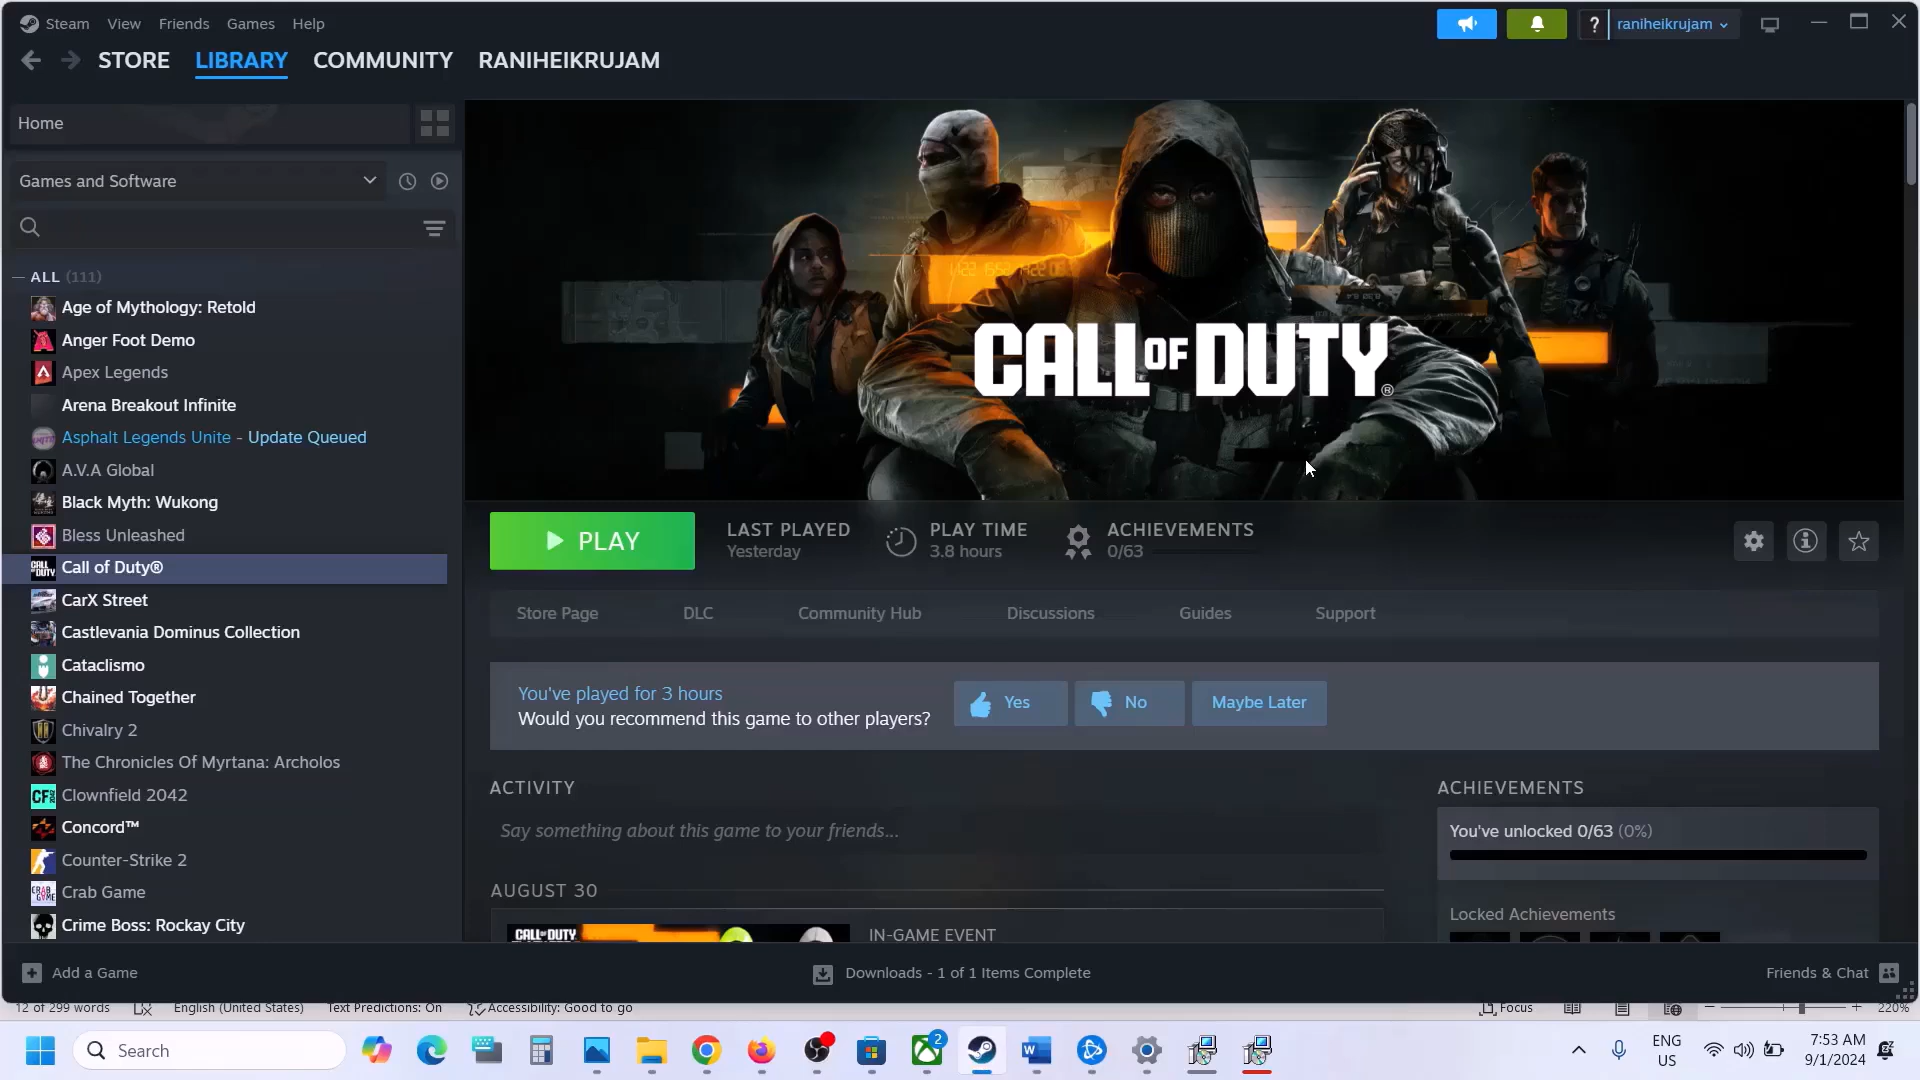 Steam View Friends Games Help
? raniheikrujam
STORE LIBRARY COMMUNITY RANIHEIKRUJAM
Home
Games and Software
ALL (111)
Age of Mythology: Retold
Anger Foot Demo
Apex Legends
Arena Breakout Infinite
Asphalt Legends Unite - Update Queued
A.V.A Global
Black Myth: Wukong
Bless Unleashed
Call of Duty®
CarX Street
Castlevania Dominus Collection
Cataclismo
Chained Together
Chivalry 2
The Chronicles Of Myrtana: Archolos
Clownfield 2042
Concord™
Counter-Strike 2
Crab Game
Crime Boss: Rockay City
CALL OF DUTY®
PLAY
LAST PLAYED
Yesterday
PLAY TIME
3.8 hours
ACHIEVEMENTS
0/63
Store Page DLC Community Hub Discussions Guides Support
You've played for 3 hours
Would you recommend this game to other players?
Yes No Maybe Later
ACTIVITY
Say something about this game to your friends...
AUGUST 30
CALL OF DUTY
IN-GAME EVENT
ACHIEVEMENTS
You've unlocked 0/63 (0%)
Locked Achievements
Add a Game
Downloads - 1 of 1 Items Complete
Friends & Chat
12 of 299 words English (United States) Text Predictions: On Accessibility: Good to go Focus 220%
Search
2
ENG
US
7:53 AM
9/1/2024